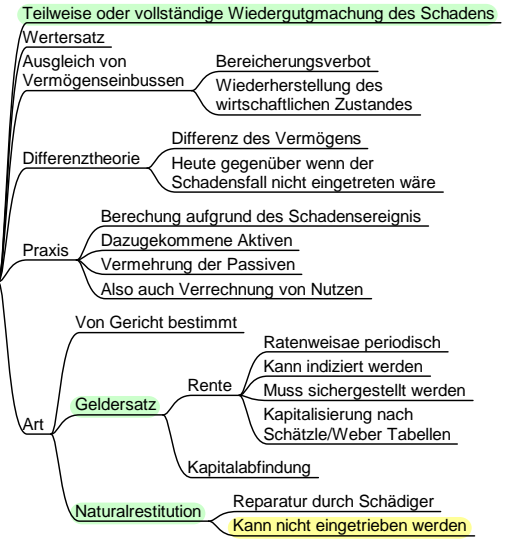 Teilweise oder vollständige Wiedergutgmachung des Schadens
Wertersatz
Ausgleich von
Vermögenseinbussen
Bereicherungsverbot
Wiederherstellung des
wirtschaftlichen Zustandes
Differenztheorie
Differenz des Vermögens
Heute gegenüber wenn der
Schadensfall nicht eingetreten wäre
Praxis
Berechung aufgrund des Schadensereignis
Dazugekommene Aktiven
Vermehrung der Passiven
Also auch Verrechnung von Nutzen
Art
Von Gericht bestimmt
Geldersatz
Rente
Ratenweisae periodisch
Kann indiziert werden
Muss sichergestellt werden
Kapitalisierung nach
Schätzle/Weber Tabellen
Kapitalabfindung
Naturalrestitution
Reparatur durch Schädiger
Kann nicht eingetrieben werden